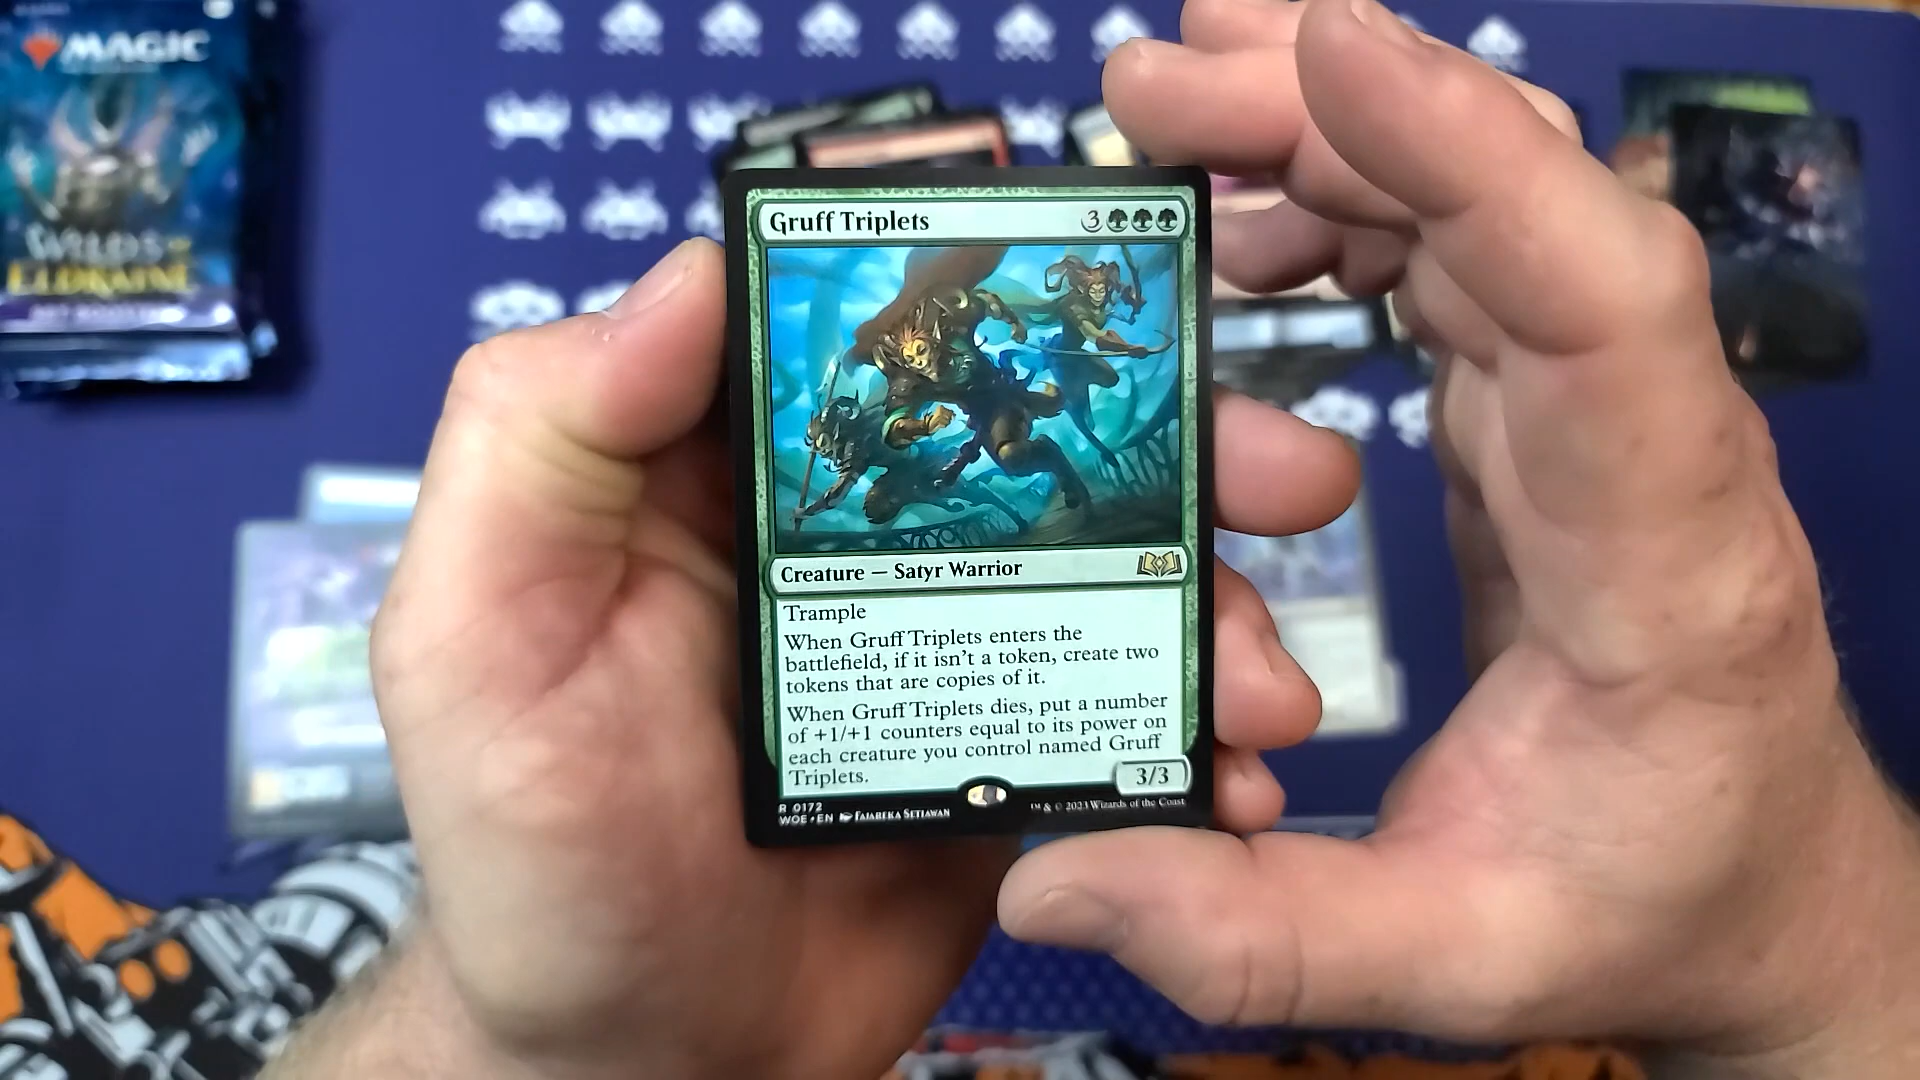 MAGIC
WILDS OF
ELDRAINE
Gruff Triplets
3
Creature — Satyr Warrior
Trample
When Gruff Triplets enters the
battlefield, if it isn't a token, create two
tokens that are copies of it.
When Gruff Triplets dies, put a number
of +1/+1 counters equal to its power on
each creature you control named Gruff
Triplets.
3/3
R 0172
WOE • EN Fajareka Setiawan
™ & © 2023 Wizards of the Coast